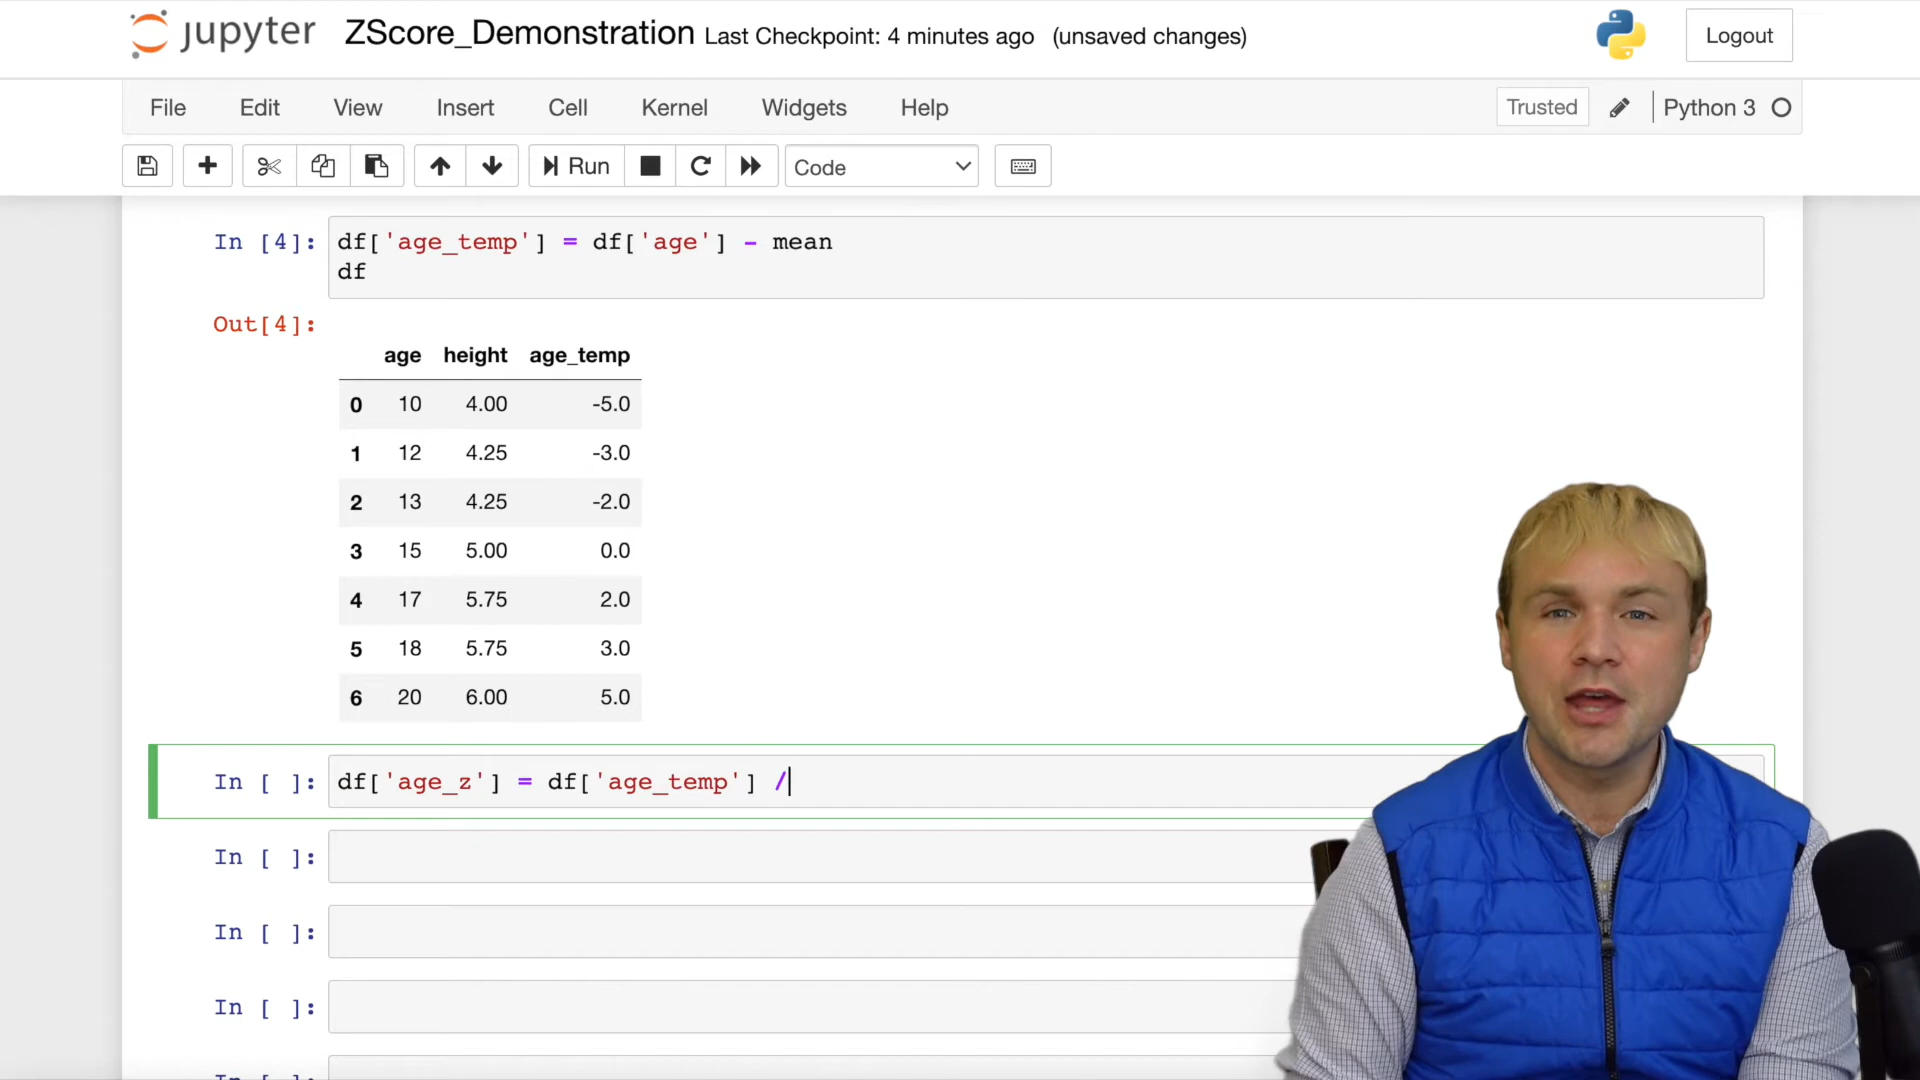 jupyter ZScore_Demonstration Last Checkpoint: 4 minutes ago (unsaved changes) Logout
File Edit View Insert Cell Kernel Widgets Help Trusted Python 3
Run Code
In [4]: df['age_temp'] = df['age'] - mean
df
Out[4]:
age height age_temp
0 10 4.00 -5.0
1 12 4.25 -3.0
2 13 4.25 -2.0
3 15 5.00 0.0
4 17 5.75 2.0
5 18 5.75 3.0
6 20 6.00 5.0
In [ ]: df['age_z'] = df['age_temp'] /
In [ ]:
In [ ]:
In [ ]: